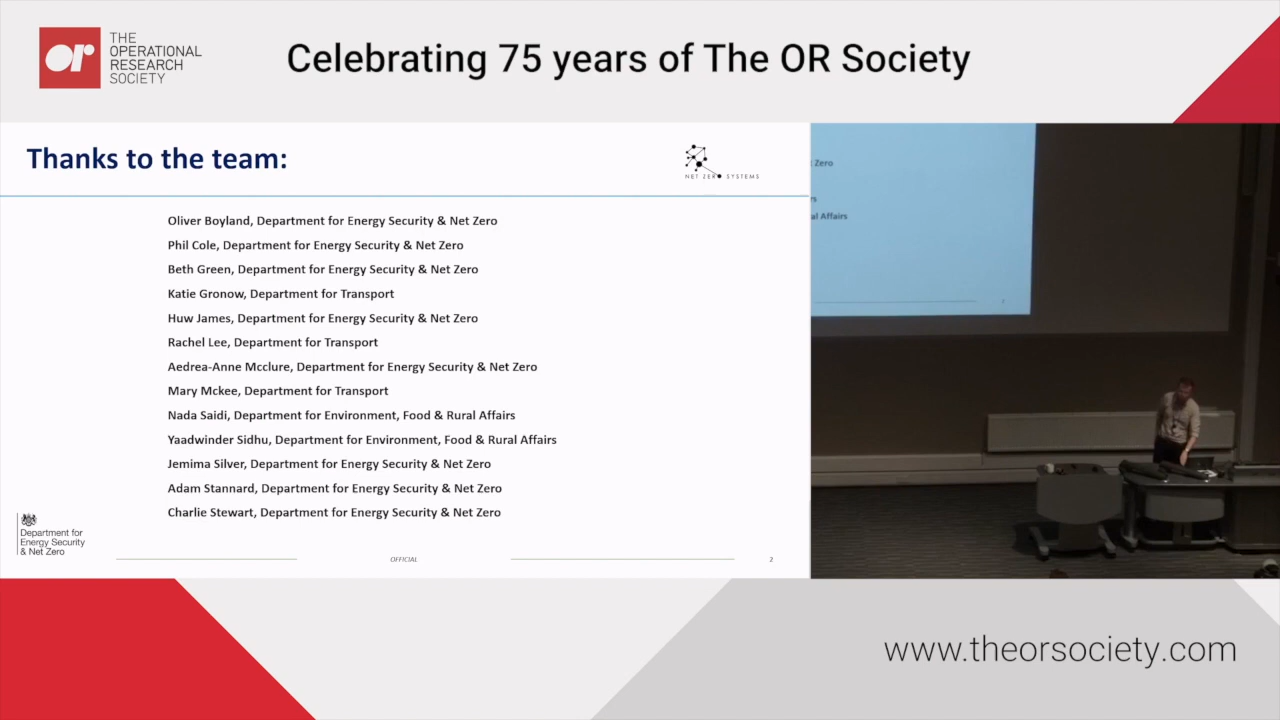 THE
OPERATIONAL
RESEARCH
SOCIETY
or
Celebrating 75 years of The OR Society
Thanks to the team:
NET ZERO SYSTEMS
Oliver Boyland, Department for Energy Security & Net Zero
Phil Cole, Department for Energy Security & Net Zero
Beth Green, Department for Energy Security & Net Zero
Katie Gronow, Department for Transport
Huw James, Department for Energy Security & Net Zero
Rachel Lee, Department for Transport
Aedrea-Anne Mcclure, Department for Energy Security & Net Zero
Mary Mckee, Department for Transport
Nada Saidi, Department for Environment, Food & Rural Affairs
Yaadwinder Sidhu, Department for Environment, Food & Rural Affairs
Jemima Silver, Department for Energy Security & Net Zero
Adam Stannard, Department for Energy Security & Net Zero
Charlie Stewart, Department for Energy Security & Net Zero
Department for
Energy Security
& Net Zero
OFFICIAL
2
Zero
al Affairs
www.theorsociety.com